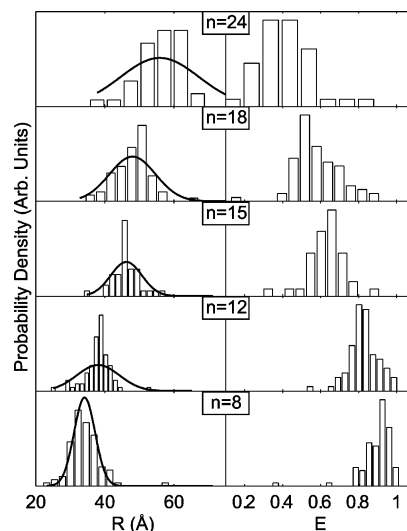 n=24
n=18
n=15
n=12
n=8
Probability Density (Arb. Units)
20 40 60 0.2 0.4 0.6 0.8 1
R (Å) E